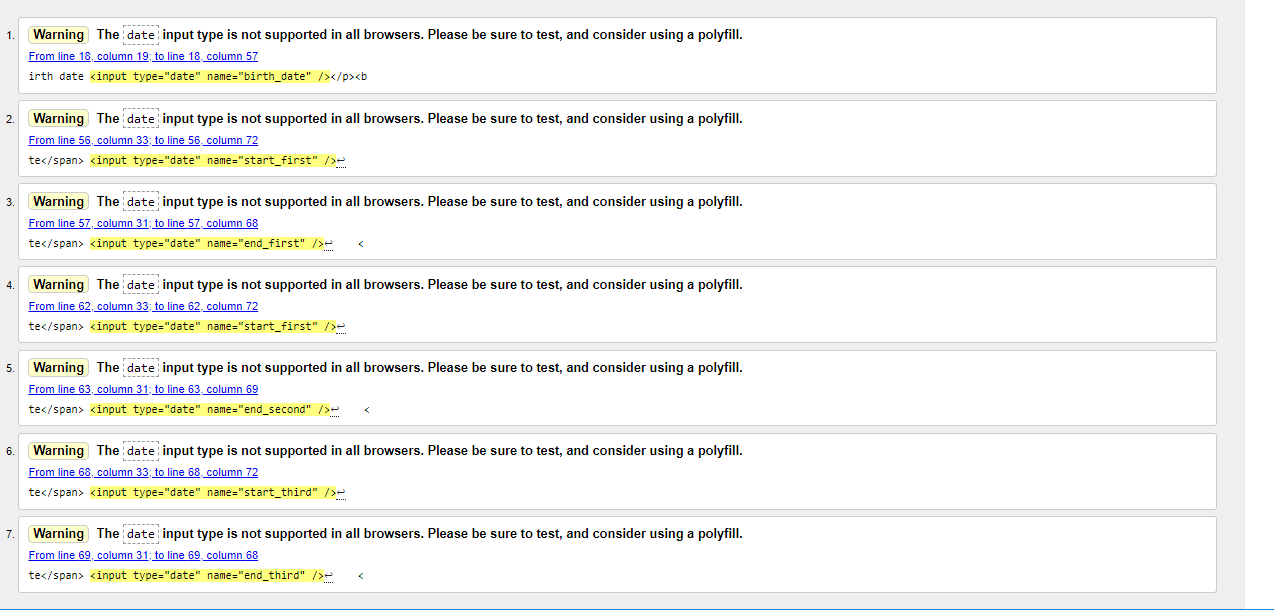 1. Warning The date input type is not supported in all browsers. Please be sure to test, and consider using a polyfill.
From line 18, column 19; to line 18, column 57
irth date <input type="date" name="birth_date" /></p><b
2. Warning The date input type is not supported in all browsers. Please be sure to test, and consider using a polyfill.
From line 56, column 33; to line 56, column 72
te</span> <input type="date" name="start_first" />↩
3. Warning The date input type is not supported in all browsers. Please be sure to test, and consider using a polyfill.
From line 57, column 31; to line 57, column 68
te</span> <input type="date" name="end_first" />↩    <
4. Warning The date input type is not supported in all browsers. Please be sure to test, and consider using a polyfill.
From line 62, column 33; to line 62, column 72
te</span> <input type="date" name="start_first" />↩
5. Warning The date input type is not supported in all browsers. Please be sure to test, and consider using a polyfill.
From line 63, column 31; to line 63, column 69
te</span> <input type="date" name="end_second" />↩    <
6. Warning The date input type is not supported in all browsers. Please be sure to test, and consider using a polyfill.
From line 68, column 33; to line 68, column 72
te</span> <input type="date" name="start_third" />↩
7. Warning The date input type is not supported in all browsers. Please be sure to test, and consider using a polyfill.
From line 69, column 31; to line 69, column 68
te</span> <input type="date" name="end_third" />↩    <